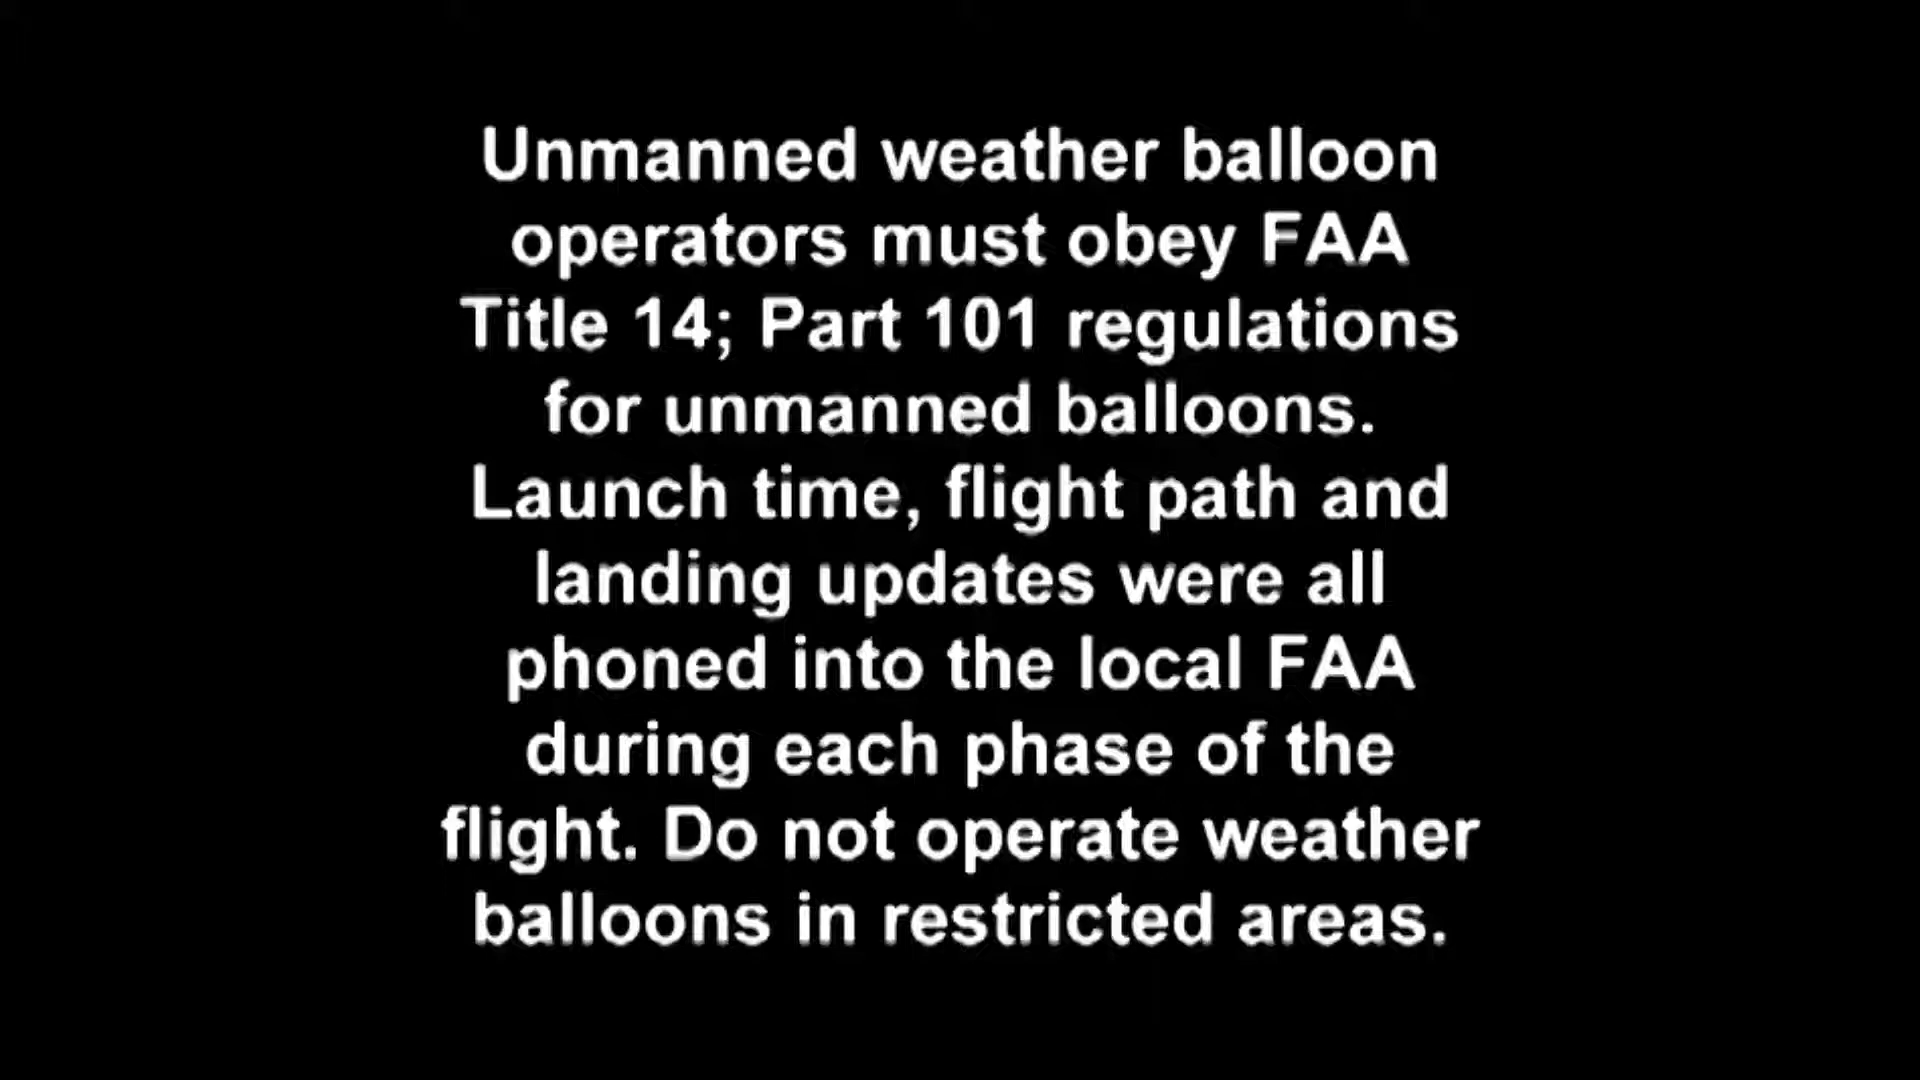 Unmanned weather balloon
operators must obey FAA
Title 14; Part 101 regulations
for unmanned balloons.
Launch time, flight path and
landing updates were all
phoned into the local FAA
during each phase of the
flight. Do not operate weather
balloons in restricted areas.